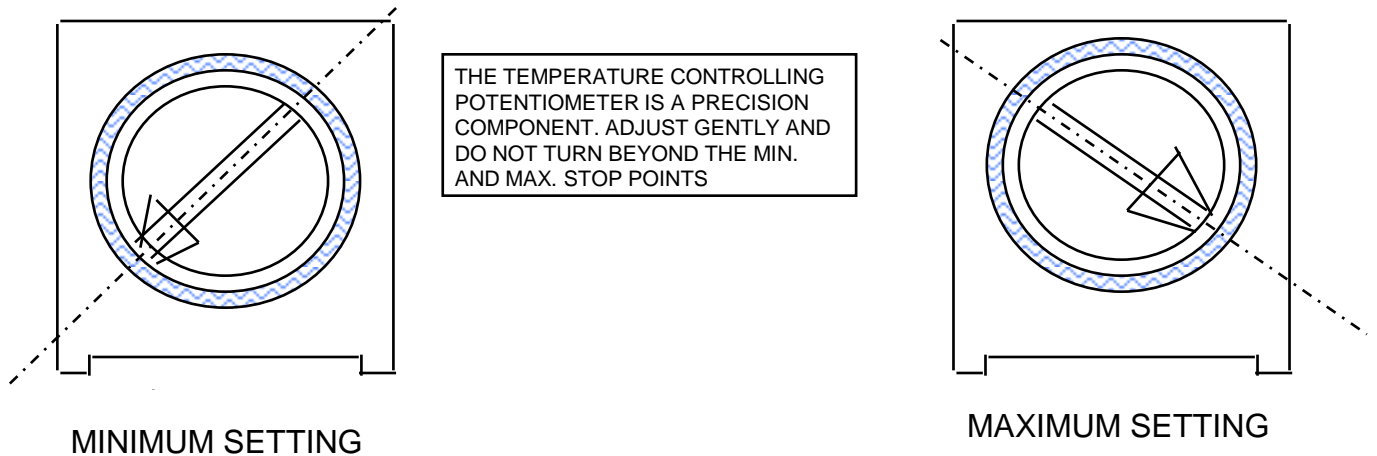 THE TEMPERATURE CONTROLLING
POTENTIOMETER IS A PRECISION
COMPONENT. ADJUST GENTLY AND
DO NOT TURN BEYOND THE MIN.
AND MAX. STOP POINTS
MINIMUM SETTING
MAXIMUM SETTING